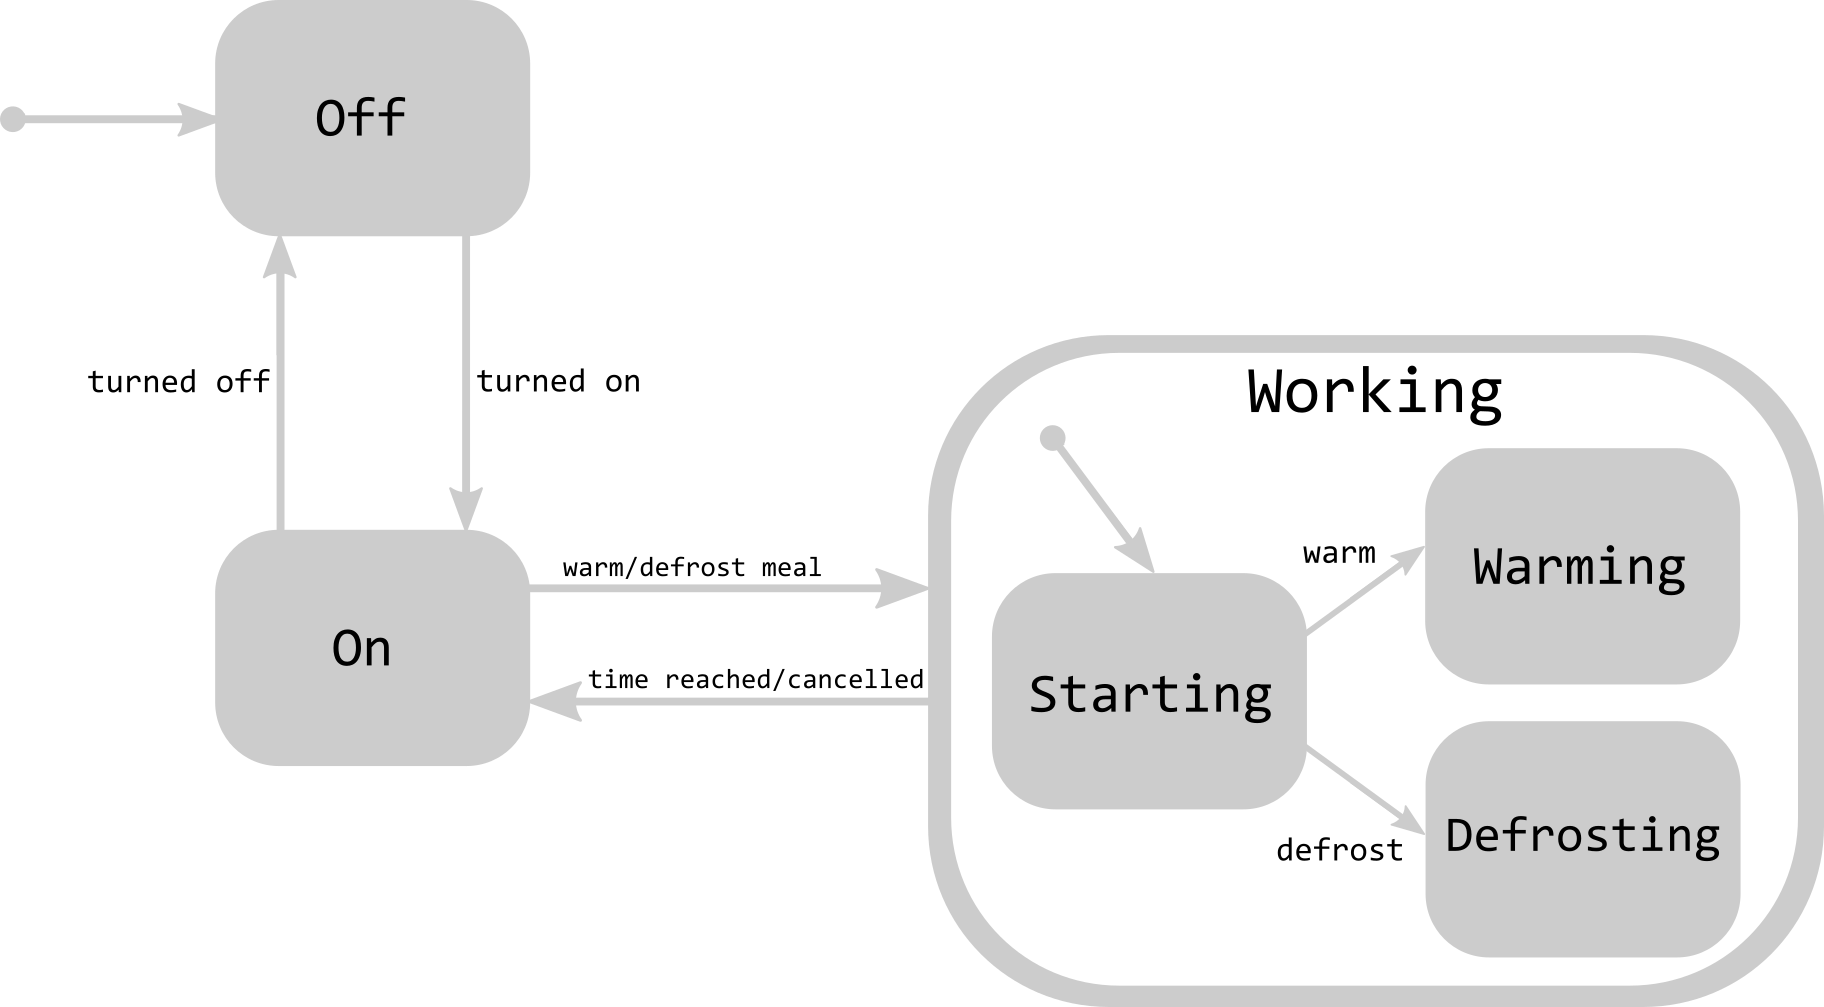 Off
turned off
turned on
On
warm/defrost meal
time reached/cancelled
Working
Starting
warm
Warming
defrost
Defrosting